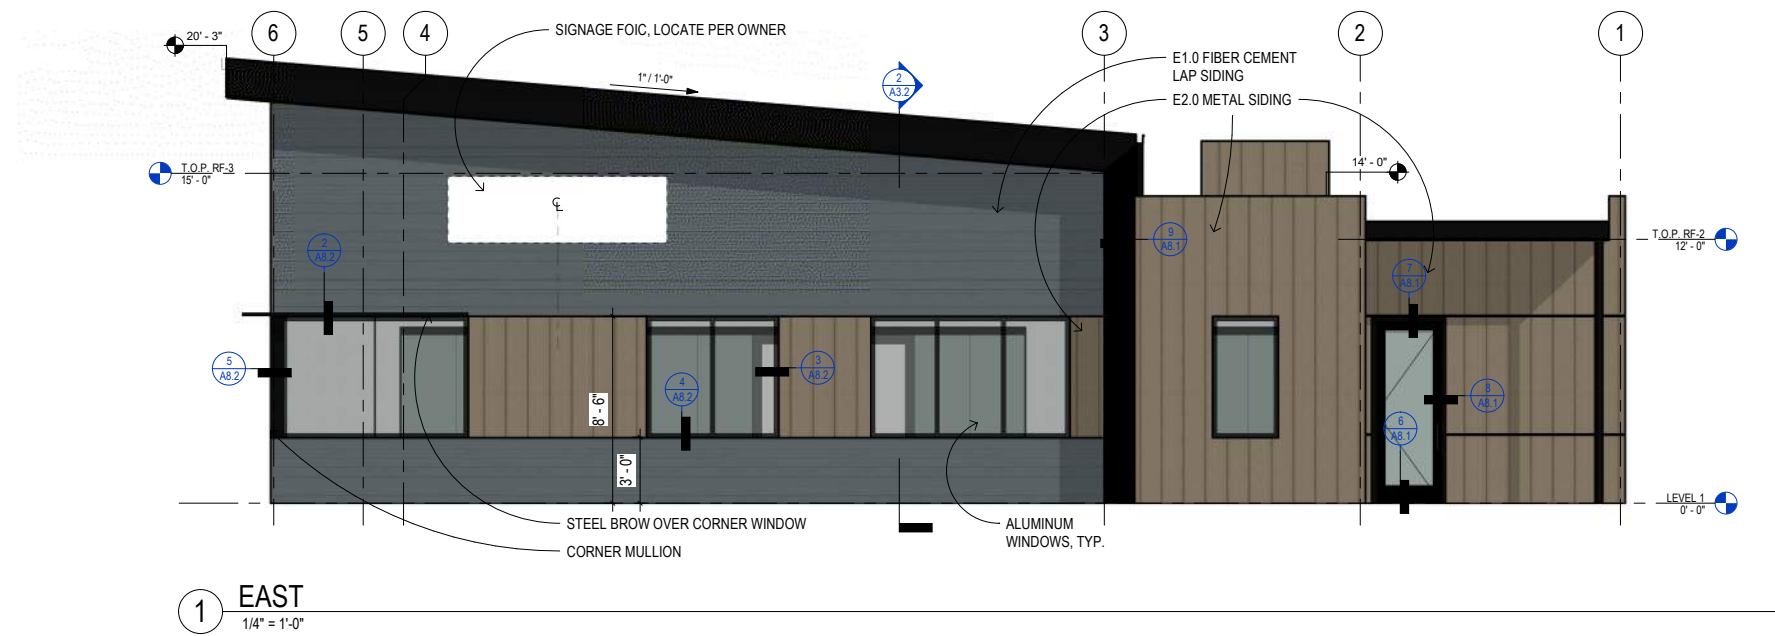 20' - 3"
6
5
4
SIGNAGE FOIC, LOCATE PER OWNER
3
2
1
E1.0 FIBER CEMENT
LAP SIDING
E2.0 METAL SIDING
1" / 1'-0"
2
A3.2
T.O.P. RF-3
15' - 0"
14' - 0"
CL
2
A8.2
9
A8.1
T.O.P. RF-2
12' - 0"
7
A8.1
5
A8.2
3
A8.2
4
A8.2
8
A8.1
6
A8.1
8' - 6"
3' - 0"
LEVEL 1
0' - 0"
STEEL BROW OVER CORNER WINDOW
CORNER MULLION
ALUMINUM
WINDOWS, TYP.
1
EAST
1/4" = 1'-0"